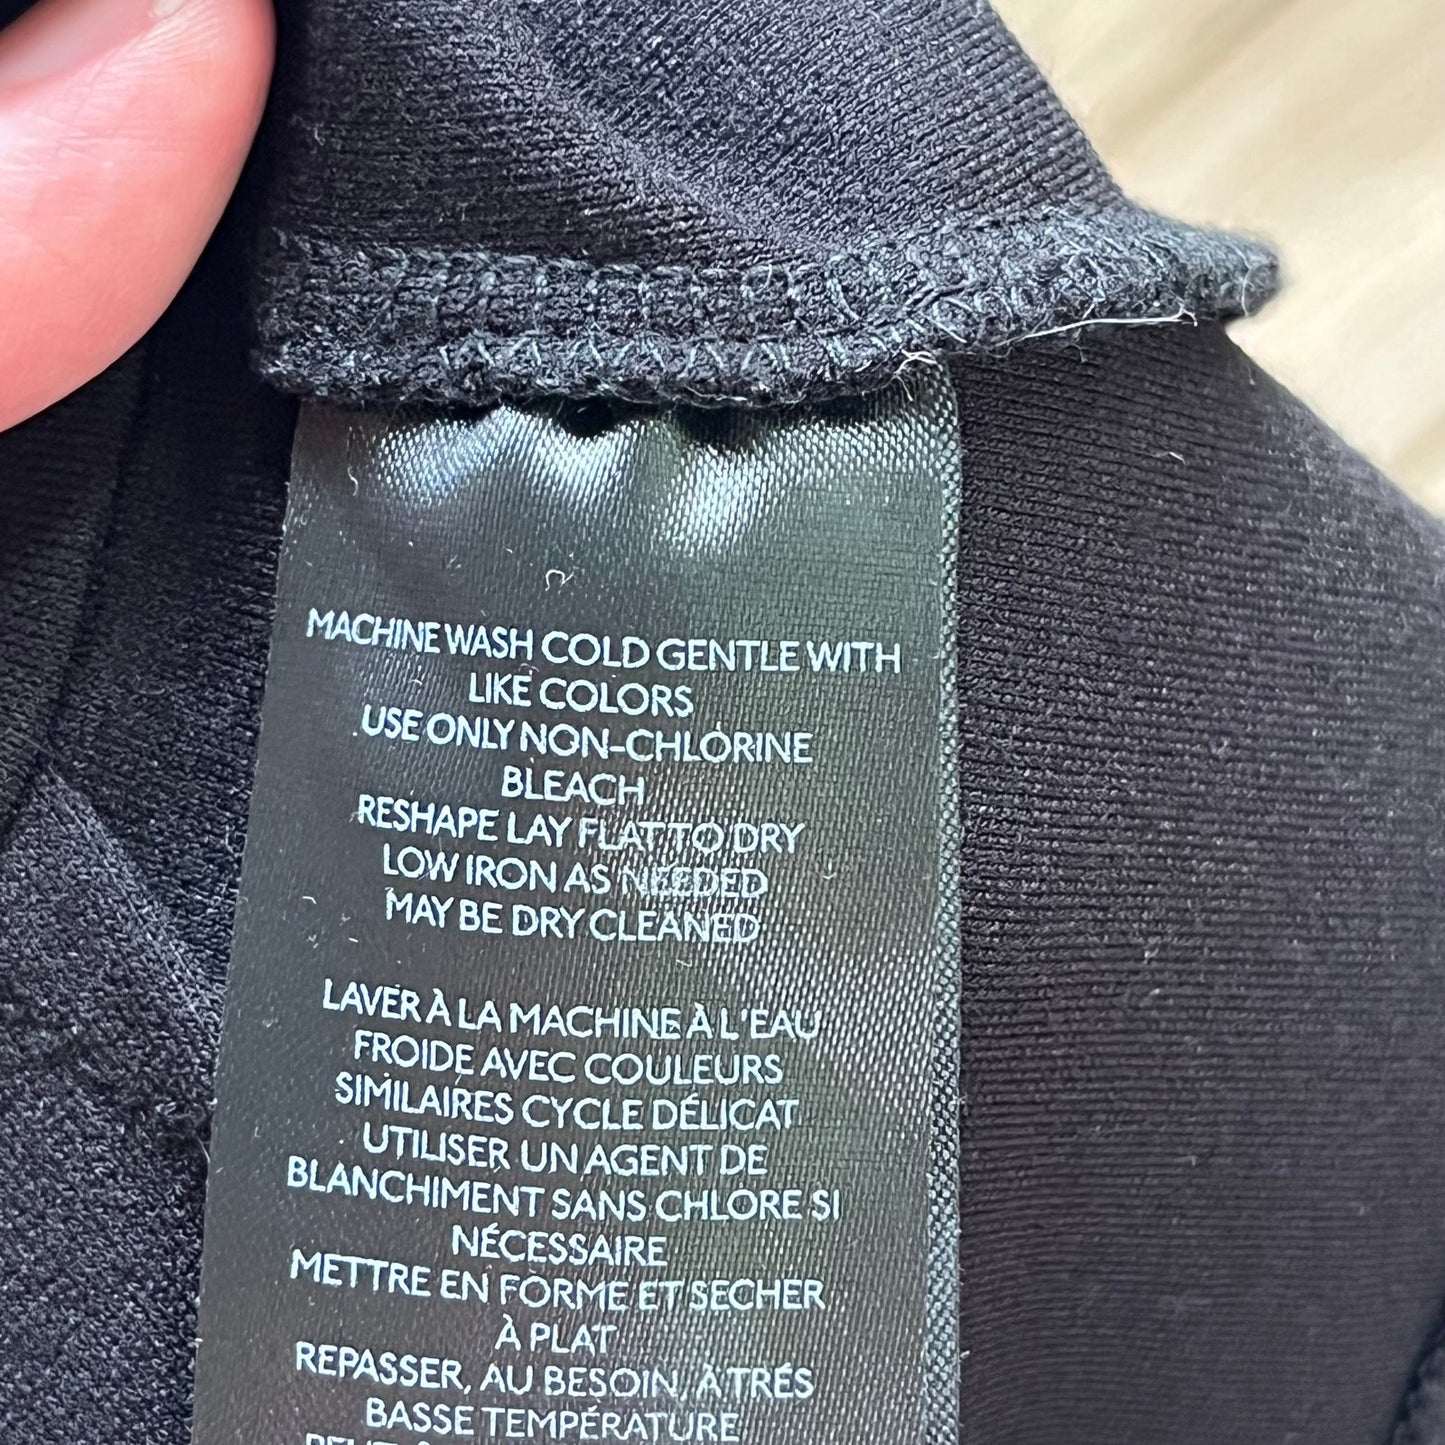 MACHINE WASH COLD GENTLE WITH
LIKE COLORS
USE ONLY NON-CHLORINE
BLEACH
RESHAPE LAY FLAT TO DRY
LOW IRON AS NEEDED
MAY BE DRY CLEANED
LAVER À LA MACHINE À L'EAU
FROIDE AVEC COULEURS
SIMILAIRES CYCLE DÉLICAT
UTILISER UN AGENT DE
BLANCHIMENT SANS CHLORE SI
NÉCESSAIRE
METTRE EN FORME ET SECHER
À PLAT
REPASSER, AU BESOIN, À TRÉS
BASSE TEMPÉRATURE